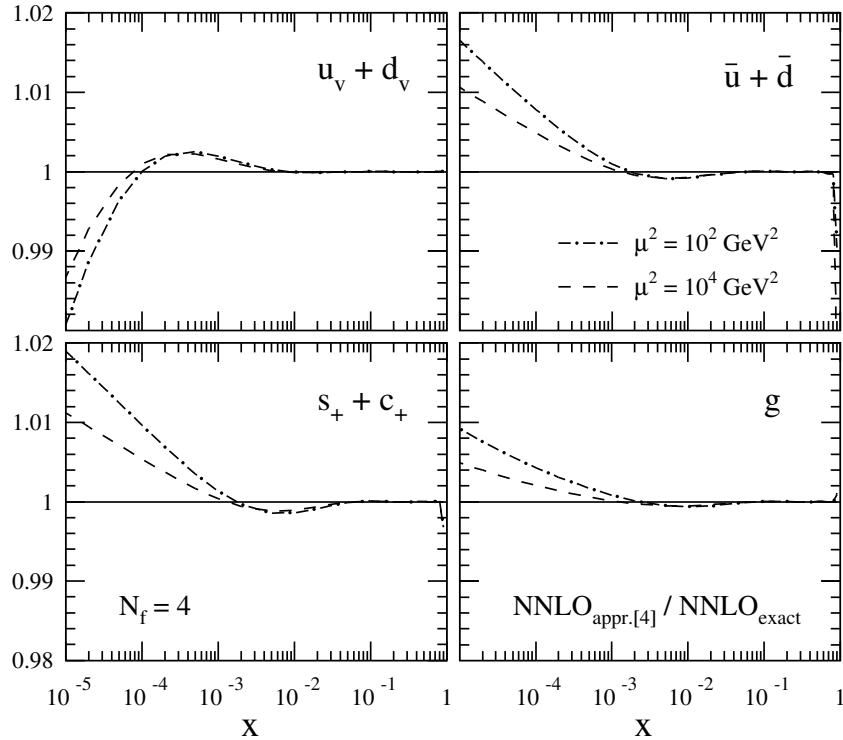 1.02
1.01
1
0.99
u_v + d_v
ū + d̄
μ² = 10² GeV²
μ² = 10⁴ GeV²
1.02
1.01
1
0.99
0.98
s₊ + c₊
g
N_f = 4
NNLO_appr.[4] / NNLO_exact
10⁻⁵ 10⁻⁴ 10⁻³ 10⁻² 10⁻¹ 1
10⁻⁴ 10⁻³ 10⁻² 10⁻¹ 1
x
x